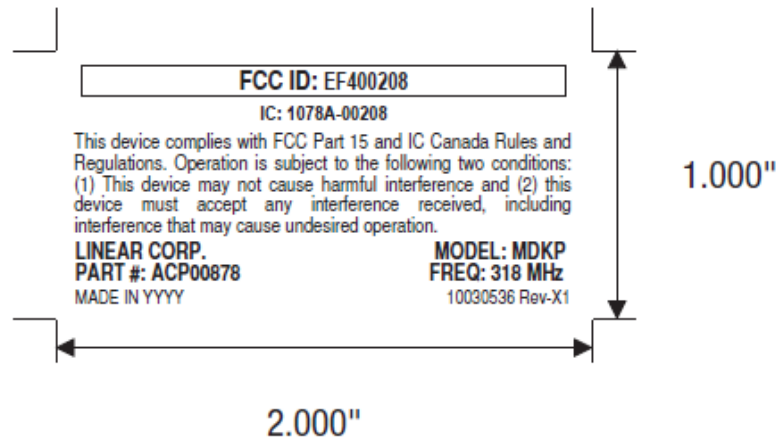 FCC ID: EF400208
IC: 1078A-00208
This device complies with FCC Part 15 and IC Canada Rules and
Regulations. Operation is subject to the following two conditions:
(1) This device may not cause harmful interference and (2) this
device must accept any interference received, including
interference that may cause undesired operation.
LINEAR CORP. MODEL: MDKP
PART #: ACP00878 FREQ: 318 MHz
MADE IN YYYY 10030536 Rev-X1
1.000"
2.000"